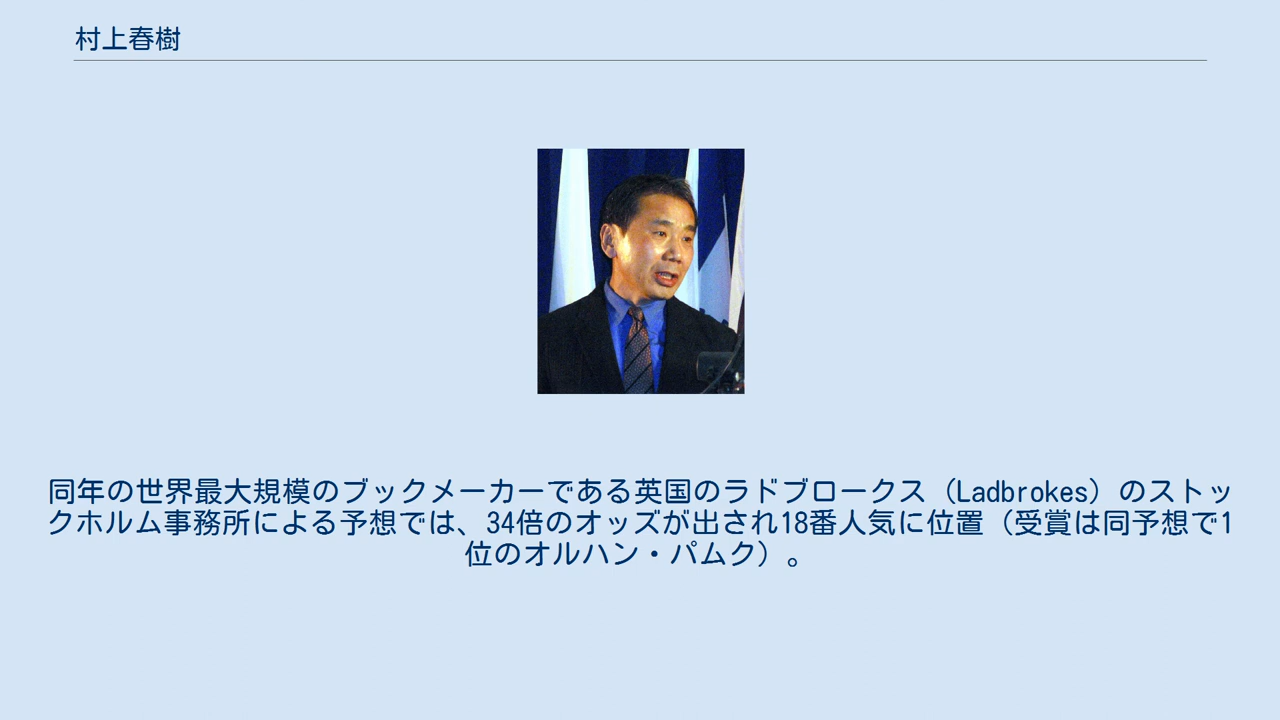 村上春樹
同年の世界最大規模のブックメーカーである英国のラドブロークス（Ladbrokes）のストッ
クホルム事務所による予想では、34倍のオッズが出され18番人気に位置（受賞は同予想で1
位のオルハン・パムク）。